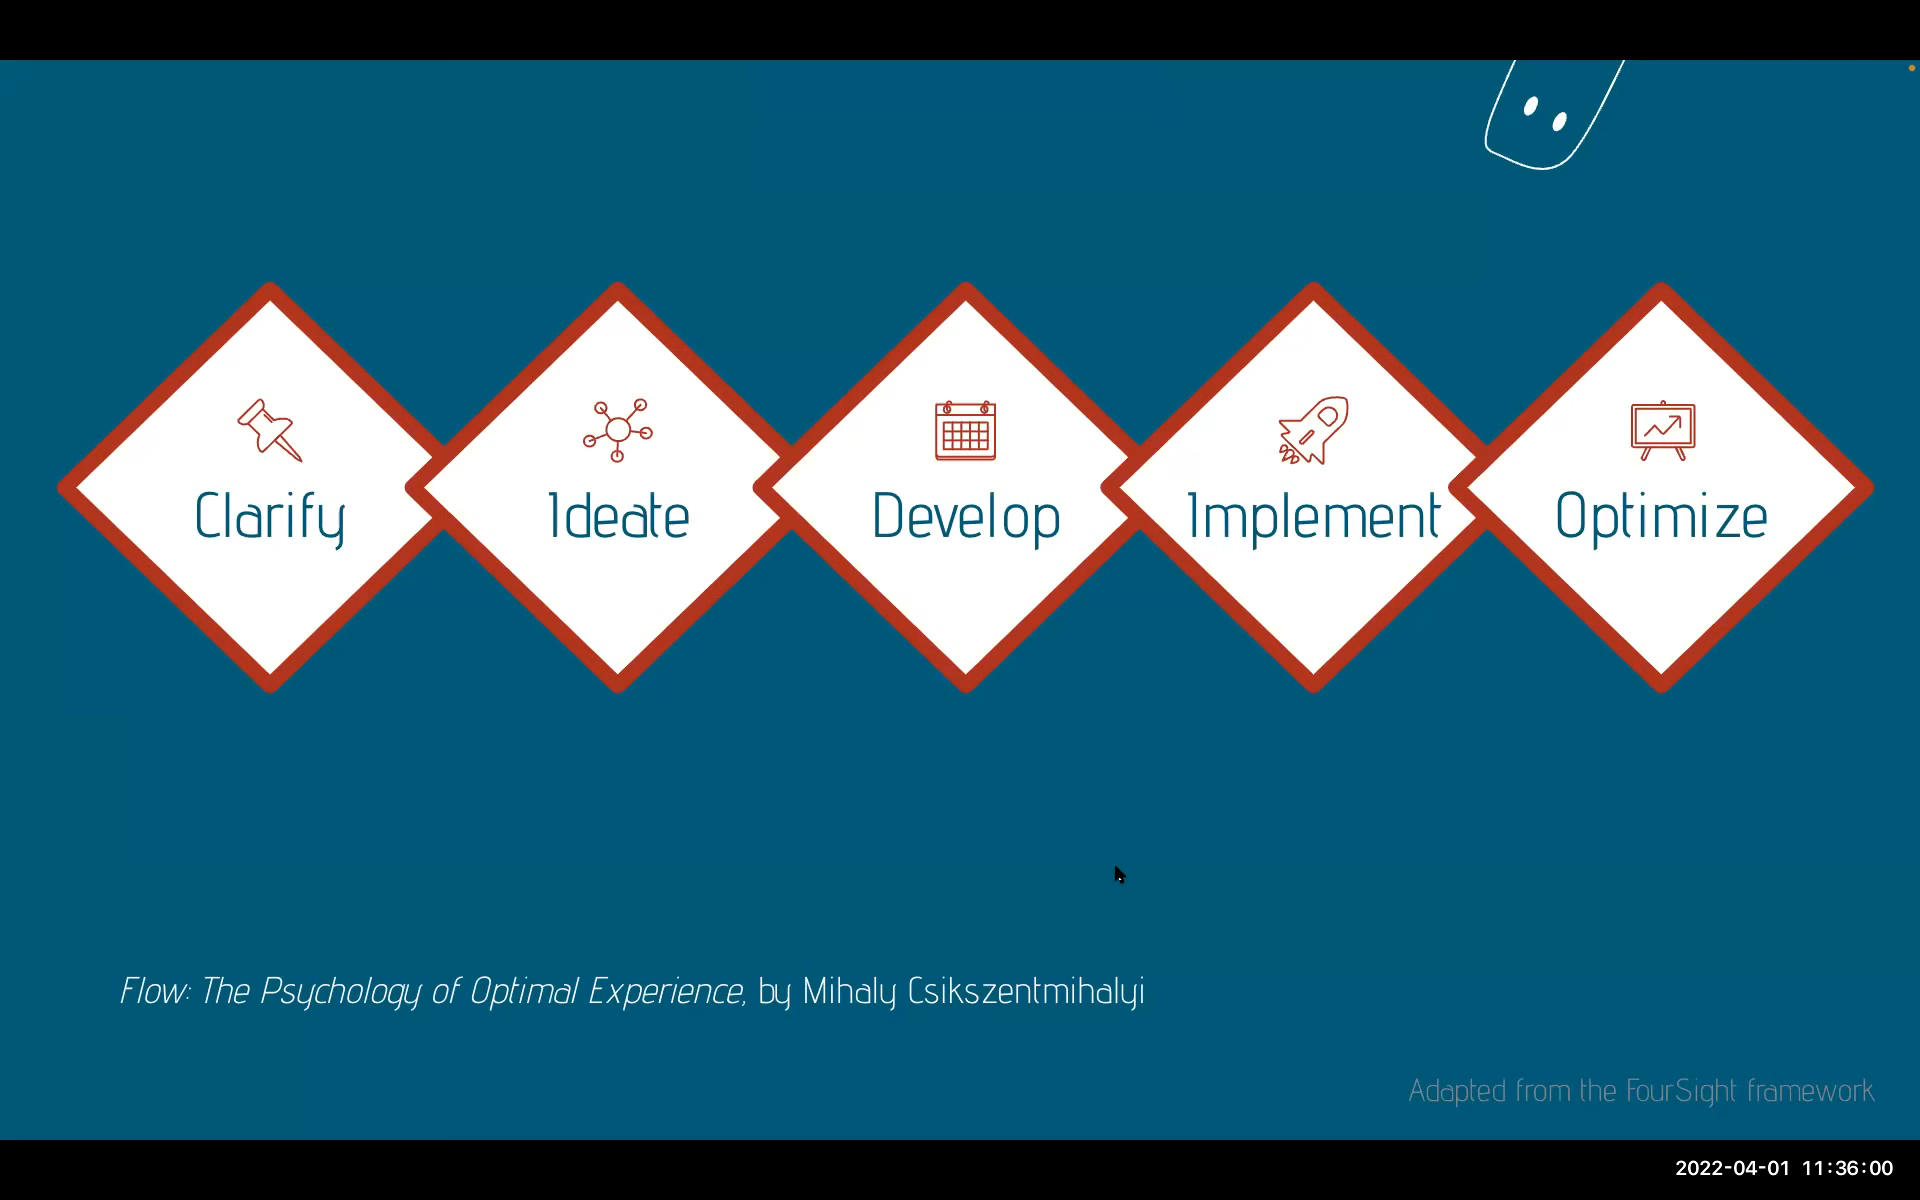 Clarify
Ideate
Develop
Implement
Optimize
Flow: The Psychology of Optimal Experience, by Mihaly Csikszentmihalyi
Adapted from the FourSight framework
2022-04-01 11:36:00